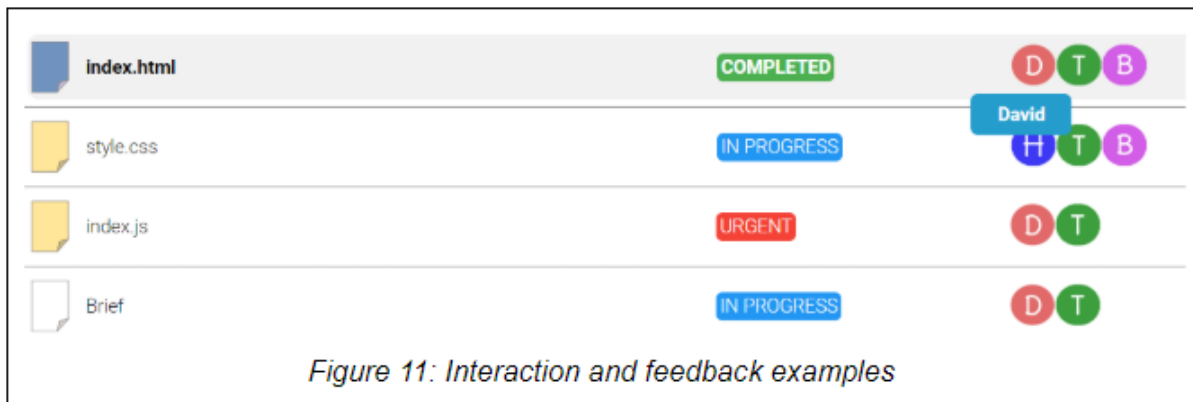 index.html COMPLETED D T B
David
style.css IN PROGRESS H T B
index.js URGENT D T
Brief IN PROGRESS D T
Figure 11: Interaction and feedback examples